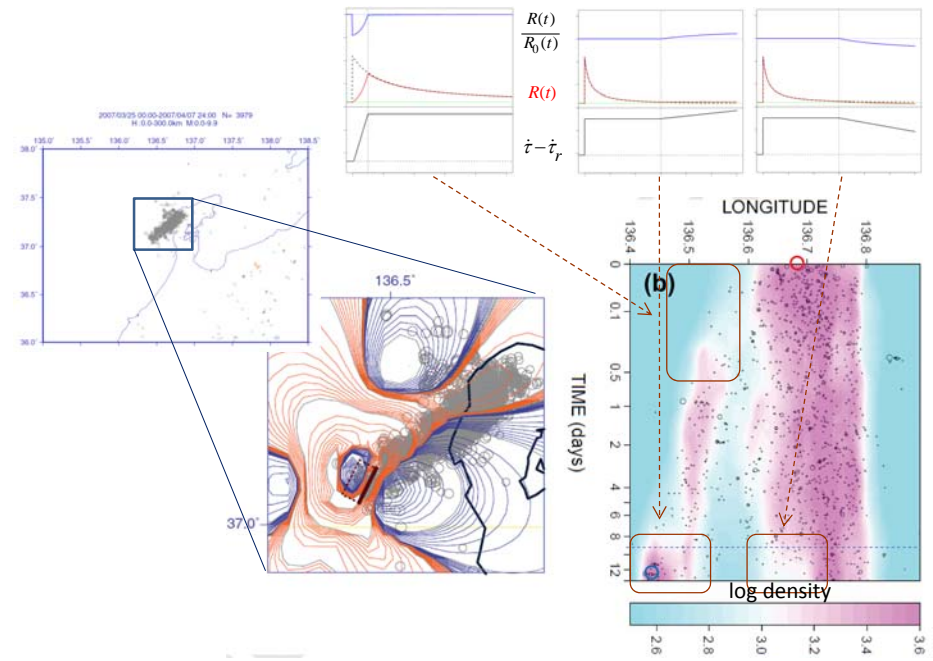 R(t)
R₀(t)
R(t)
τ̇ − τ̇r
2007/03/25 00:00-2007/04/07 24:00 N= 3979
H: 0.0-300.0km M:0.0-9.9
135.0˚ 135.5˚ 136.0˚ 136.5˚ 137.0˚ 137.5˚ 138.0˚ 138.5˚
38.0˚
37.5˚
37.0˚
36.5˚
36.0˚
136.5˚
37.0˚
LONGITUDE
136.4 136.5 136.6 136.7 136.8
(b)
TIME (days)
0
0.1
0.5
1
2
4
6
8
12
log density
2.6 2.8 3.0 3.2 3.4 3.6